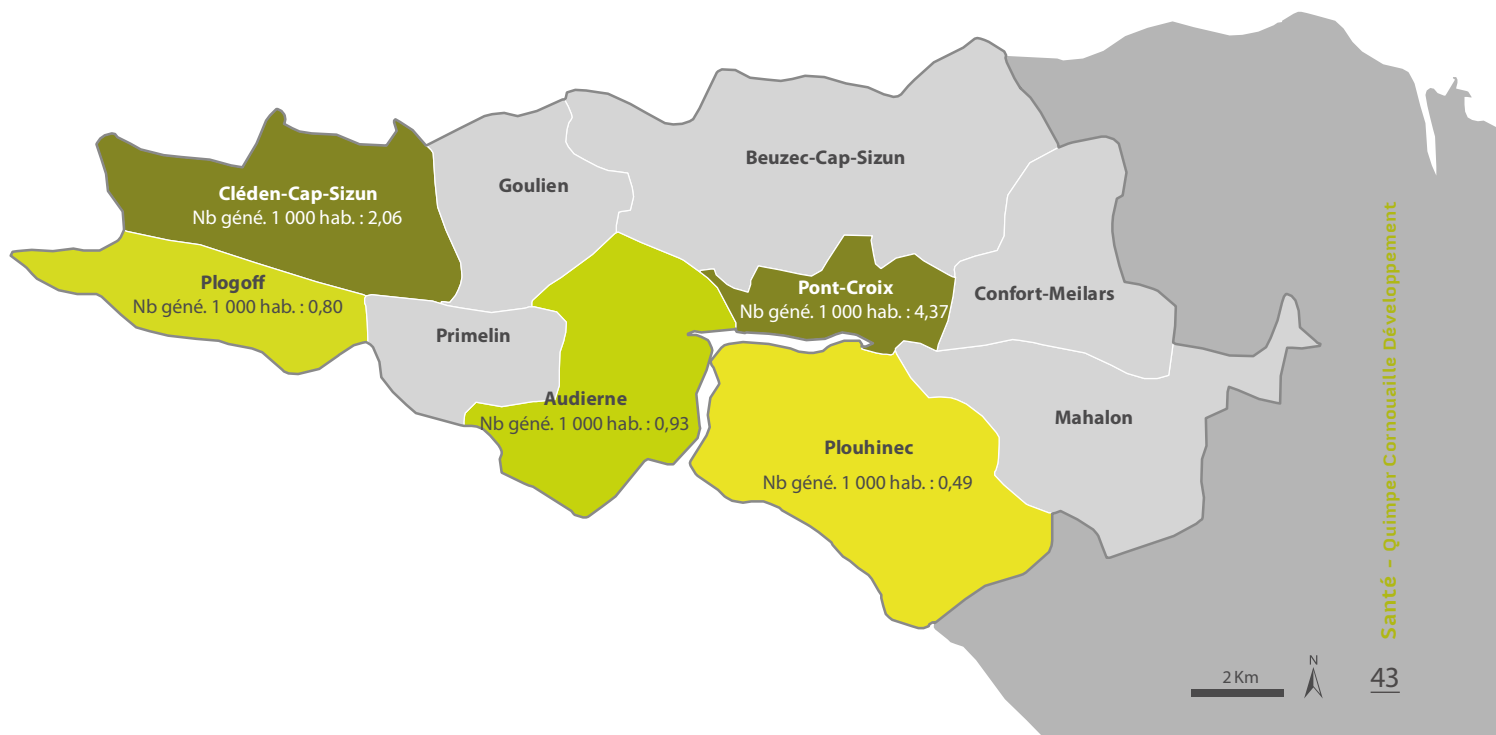 Beuzec-Cap-Sizun
Goulien
Cléden-Cap-Sizun
Nb géné. 1 000 hab. : 2,06
Plogoff
Nb géné. 1 000 hab. : 0,80
Pont-Croix
Nb géné. 1 000 hab. : 4,37
Confort-Meilars
Primelin
Audierne
Nb géné. 1 000 hab. : 0,93
Mahalon
Plouhinec
Nb géné. 1 000 hab. : 0,49
Santé - Quimper Cornouaille Développement
2 Km
N
43